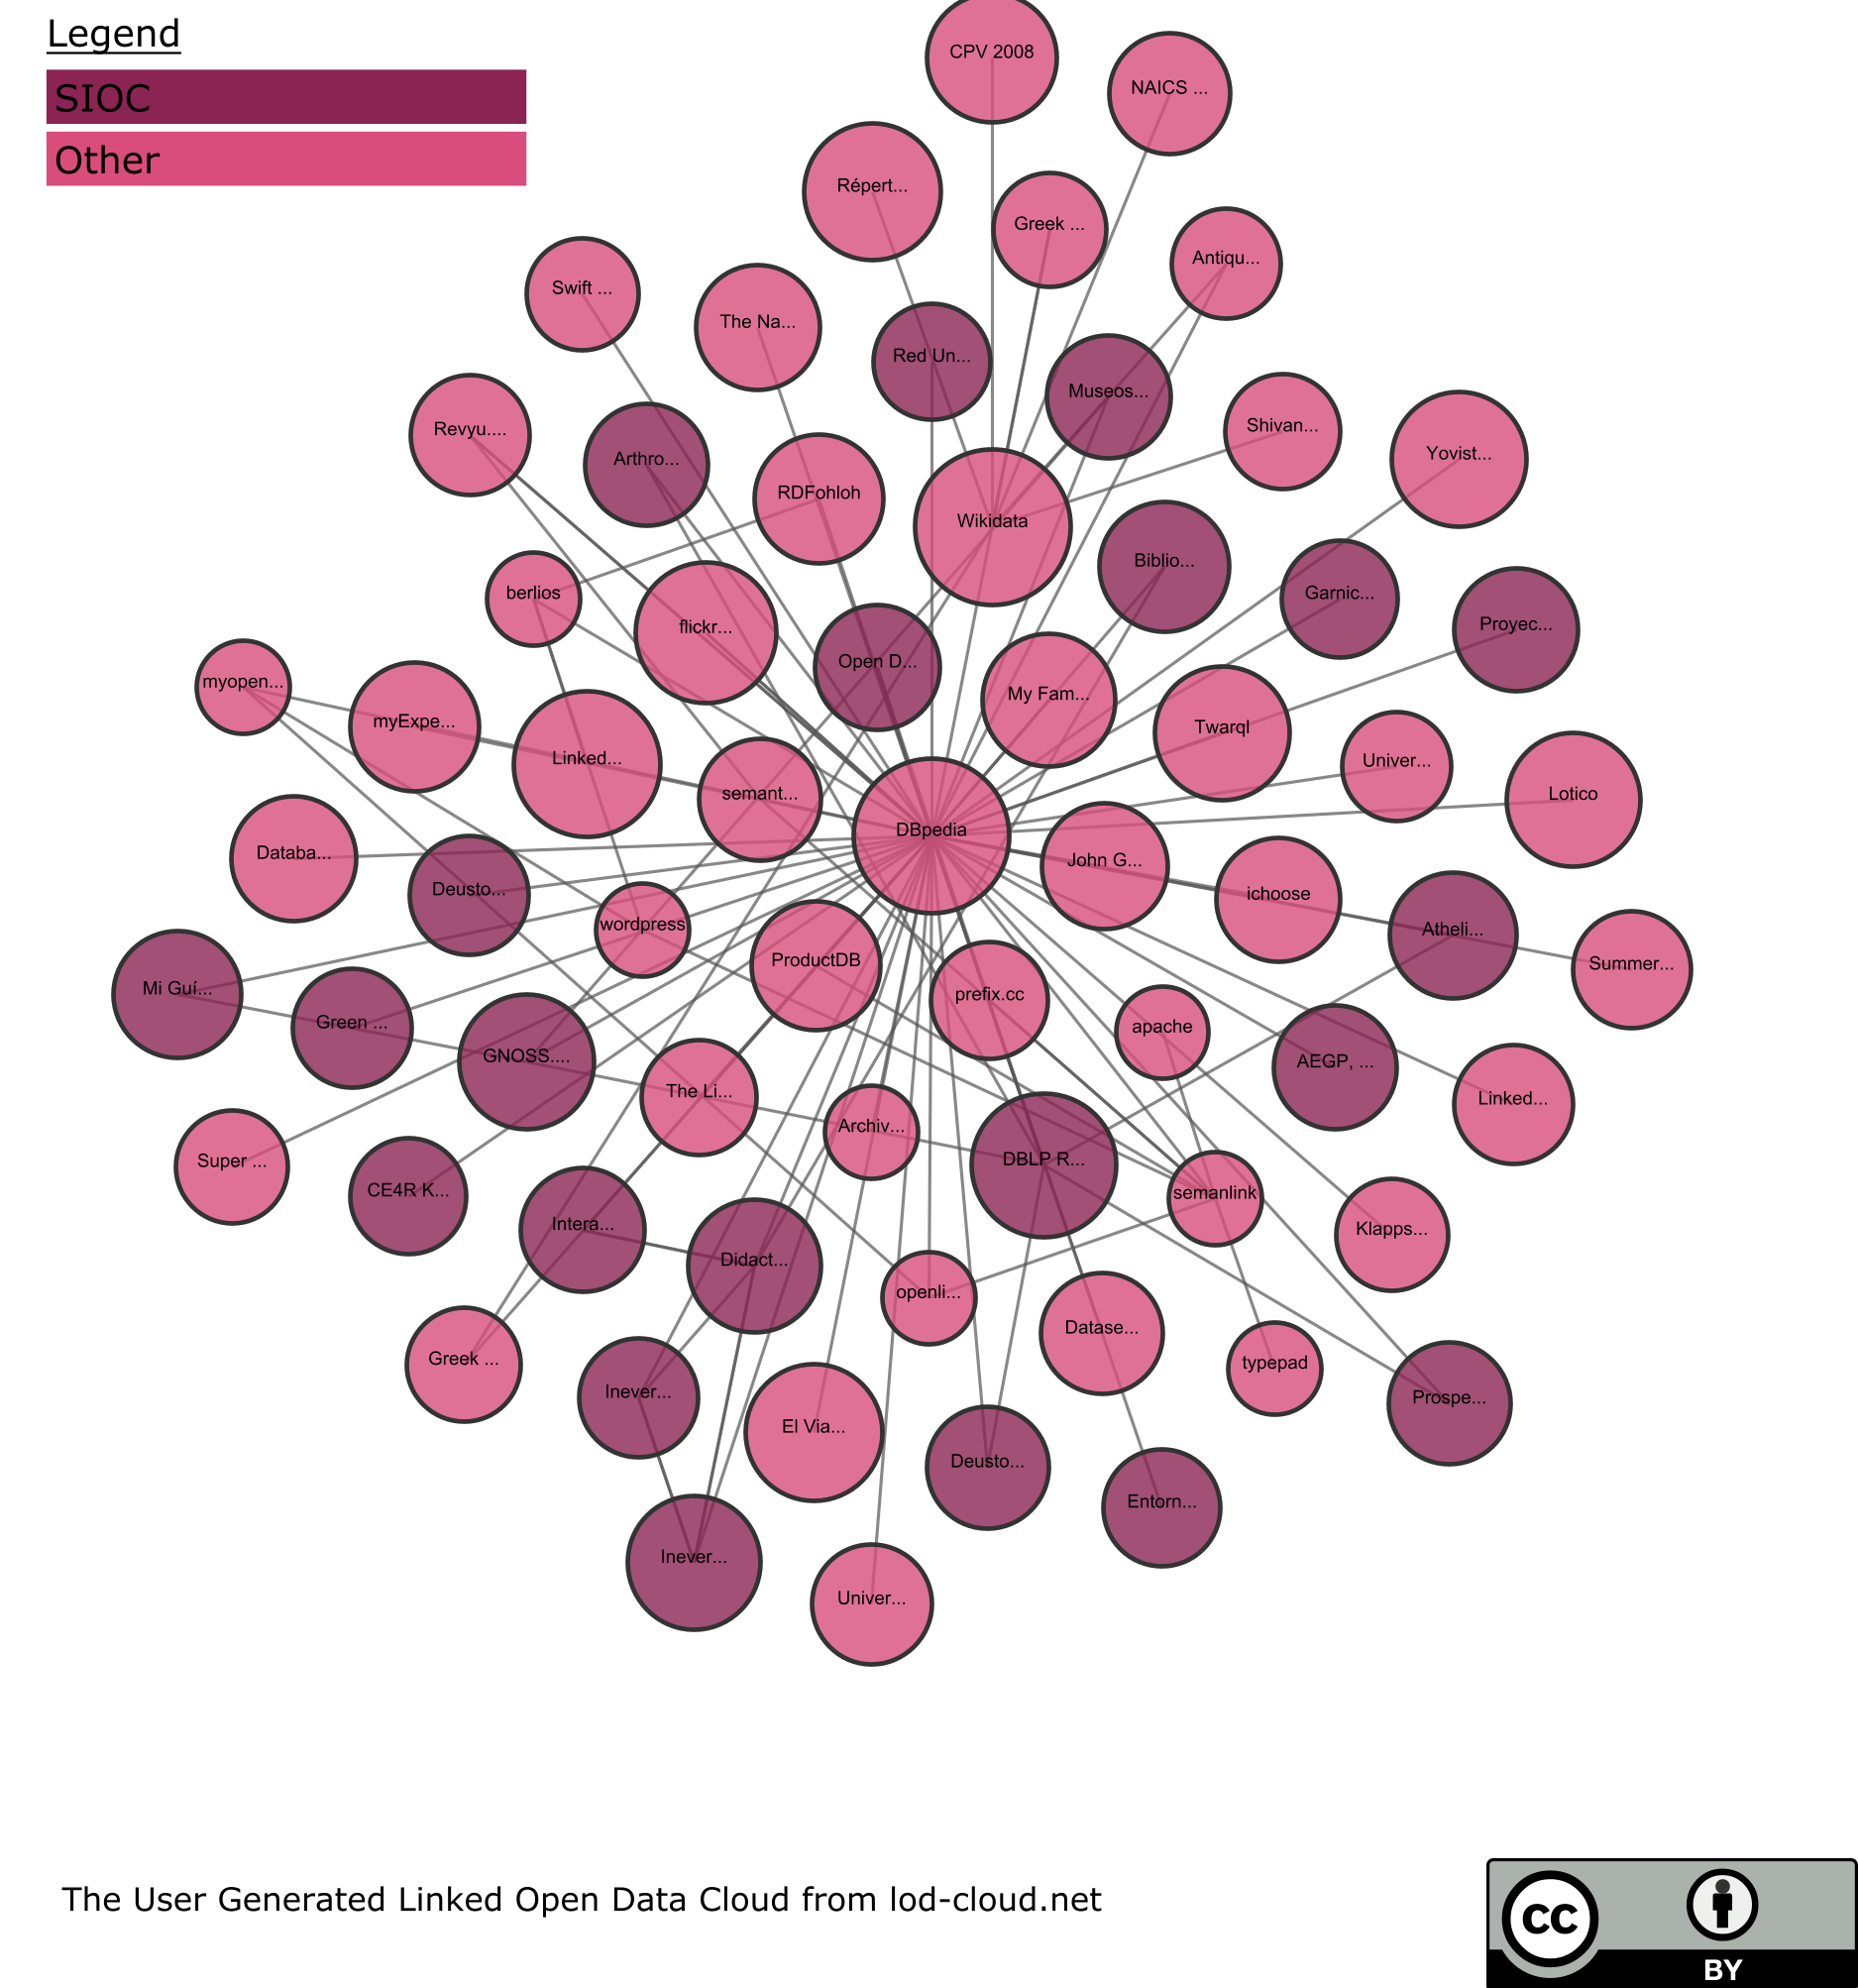 Legend
SIOC
Other
CPV 2008
NAICS ...
Répert...
Greek ...
Antiqu...
Swift ...
The Na...
Red Un...
Museos...
Shivan...
Revyu....
Arthro...
Yovist...
RDFohloh
Wikidata
Biblio...
berlios
Garnic...
flickr...
Proyec...
Open D...
myopen...
My Fam...
myExpe...
Twarql
Linked...
Univer...
semant...
Lotico
DBpedia
Databa...
John G...
Deusto...
ichoose
wordpress
Atheli...
ProductDB
Summer...
Mi Guí...
prefix.cc
Green ...
apache
GNOSS....
AEGP, ...
The Li...
Linked...
Archiv...
Super ...
DBLP R...
CE4R K...
semanlink
Intera...
Klapps...
Didact...
openli...
Datase...
Greek ...
typepad
Inever...
Prospe...
El Via...
Deusto...
Entorn...
Inever...
Univer...
The User Generated Linked Open Data Cloud from lod-cloud.net
cc
BY